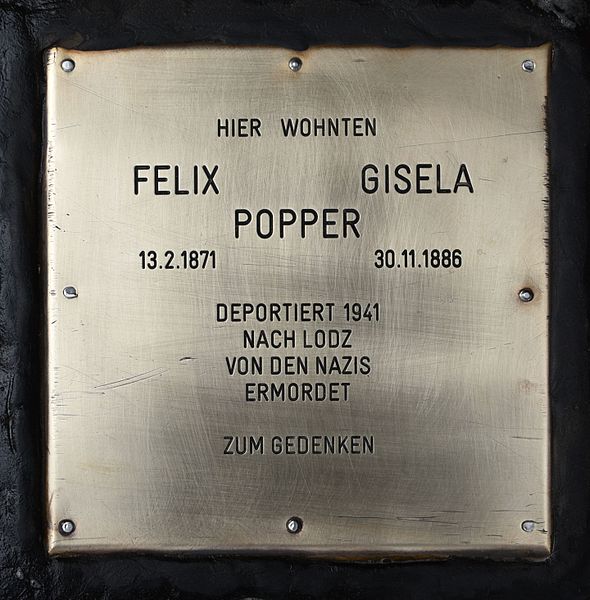 HIER WOHNTEN
FELIX GISELA
POPPER
13.2.1871 30.11.1886
DEPORTIERT 1941
NACH LODZ
VON DEN NAZIS
ERMORDET
ZUM GEDENKEN